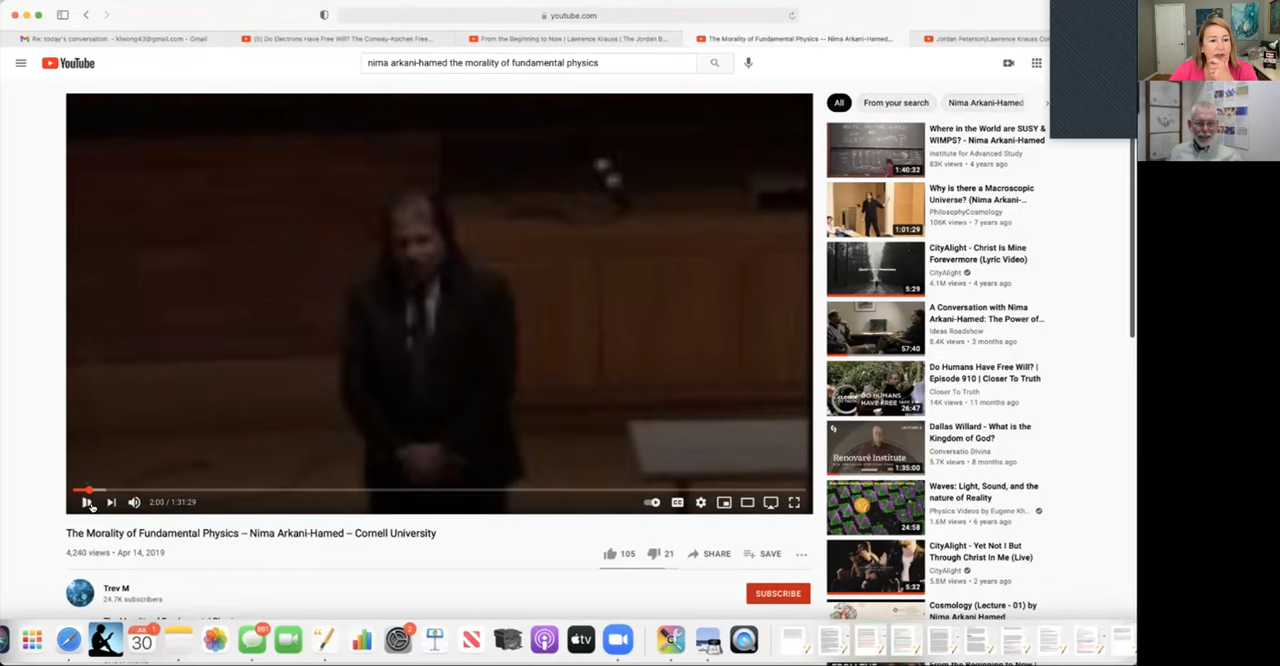 youtube.com
Re: today's conversation. - klwong43@gmail.com - Gmail
(5) Do Electrons Have Free Will? The Conway-Kochen Free...
From the Beginning to Now | Lawrence Krauss | The Jordan B...
The Morality of Fundamental Physics -- Nima Arkani-Hamed...
Jordan Peterson/Lawrence Krauss Con
YouTube
nima arkani-hamed the morality of fundamental physics
All
From your search
Nima Arkani-Hamed
Where in the World are SUSY &
WIMPS? - Nima Arkani-Hamed
Institute for Advanced Study
83K views • 4 years ago
1:40:32
Why is there a Macroscopic
Universe? (Nima Arkani-...
PhilosophyCosmology
106K views • 7 years ago
1:01:29
CityAlight - Christ Is Mine
Forevermore (Lyric Video)
CityAlight
4.1M views • 4 years ago
5:29
A Conversation with Nima
Arkani-Hamed: The Power of...
Ideas Roadshow
8.4K views • 3 months ago
57:40
Do Humans Have Free Will? |
Episode 910 | Closer To Truth
Closer To Truth
14K views • 11 months ago
DO HUMANS
HAVE FREE WILL?
26:47
Dallas Willard - What is the
Kingdom of God?
Conversatio Divina
5.7K views • 8 months ago
Renovaré Institute
1:35:00
Waves: Light, Sound, and the
nature of Reality
Physics Videos by Eugene Kh...
1.6M views • 6 years ago
24:58
CityAlight - Yet Not I But
Through Christ In Me (Live)
CityAlight
5.8M views • 2 years ago
5:32
Cosmology (Lecture - 01) by
Nima Arkani Hamed
2:00 / 1:31:29
CC
The Morality of Fundamental Physics -- Nima Arkani-Hamed -- Cornell University
4,240 views • Apr 14, 2019
105
21
SHARE
SAVE
Trev M
24.7K subscribers
SUBSCRIBE
JUL
30
tv